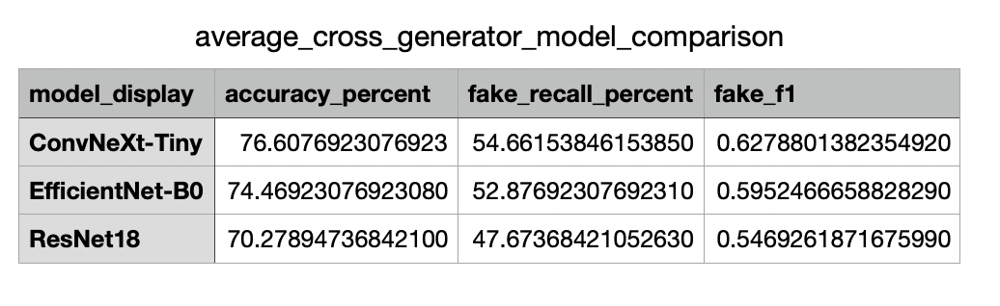 average_cross_generator_model_comparison
model_display accuracy_percent fake_recall_percent fake_f1
ConvNeXt-Tiny 76.6076923076923 54.66153846153850 0.6278801382354920
EfficientNet-B0 74.46923076923080 52.87692307692310 0.5952466658828290
ResNet18 70.27894736842100 47.67368421052630 0.5469261871675990